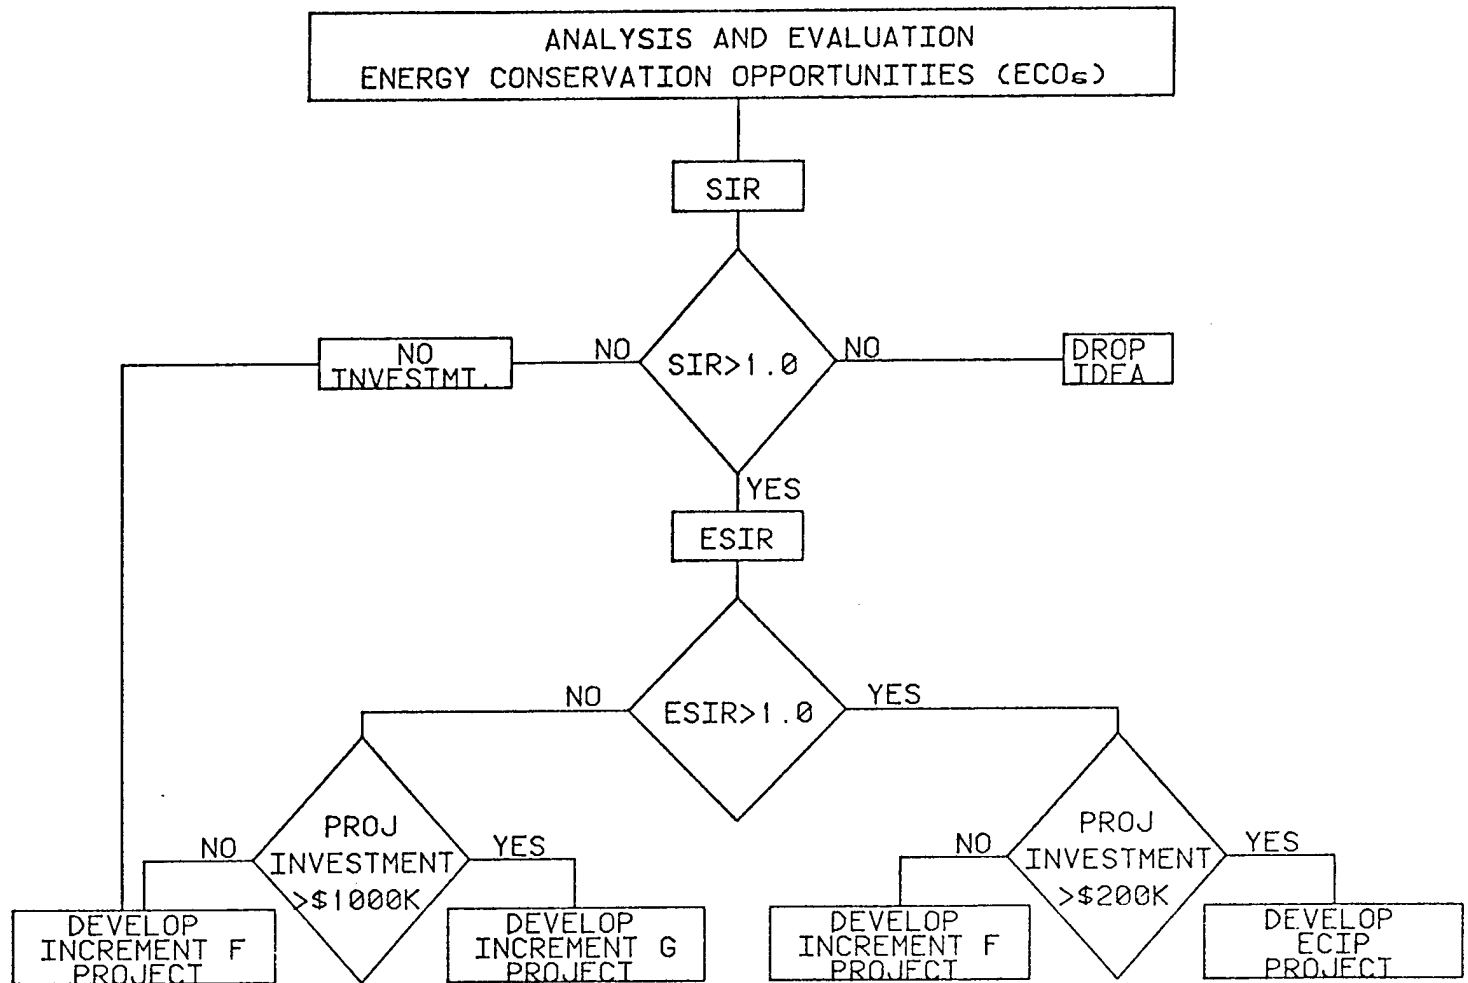 ANALYSIS AND EVALUATION
ENERGY CONSERVATION OPPORTUNITIES (ECOs)
SIR
NO
SIR>1.0
NO
NO
INVESTMT.
DROP
IDEA
YES
ESIR
NO
ESIR>1.0
YES
NO
PROJ
INVESTMENT
>$1000K
YES
NO
PROJ
INVESTMENT
>$200K
YES
DEVELOP
INCREMENT F
PROJECT
DEVELOP
INCREMENT G
PROJECT
DEVELOP
INCREMENT F
PROJECT
DEVELOP
ECIP
PROJECT